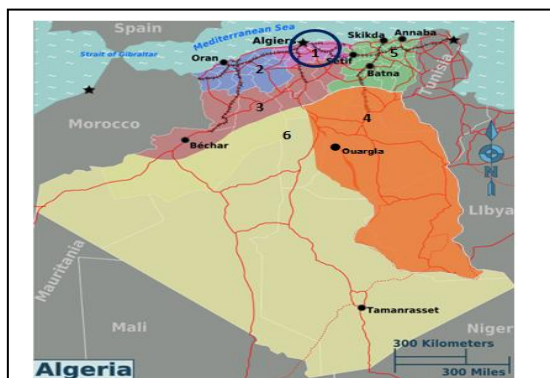 Spain
Mediterranean Sea
Strait of Gibraltar
Algiers
Skikda
Annaba
Oran
1
5
Setif
2
Batna
Tunisia
3
4
Morocco
6
Béchar
Ouargla
N
LIbya
Mauritania
Tamanrasset
Mali
Niger
300 Kilometers
Algeria
300 Miles